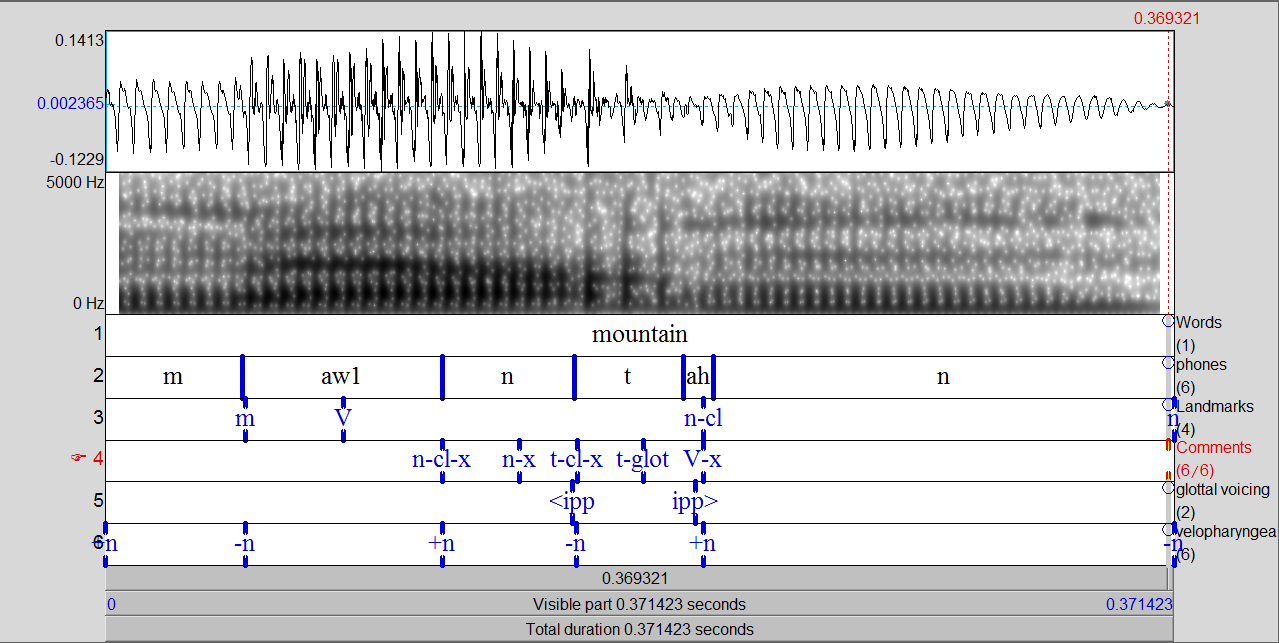 0.369321
0.1413
0.002365
-0.1229
5000 Hz
0 Hz
1 mountain Words (1)
2 m aw1 n t ah n phones (6)
3 m V n-cl n Landmarks (4)
4 n-cl-x n-x t-cl-x t-glot V-x Comments (6/6)
5 <ipp ipp> glottal voicing (2)
6 +n -n +n -n +n -n velopharyngea (6)
0.369321
0 Visible part 0.371423 seconds 0.371423
Total duration 0.371423 seconds